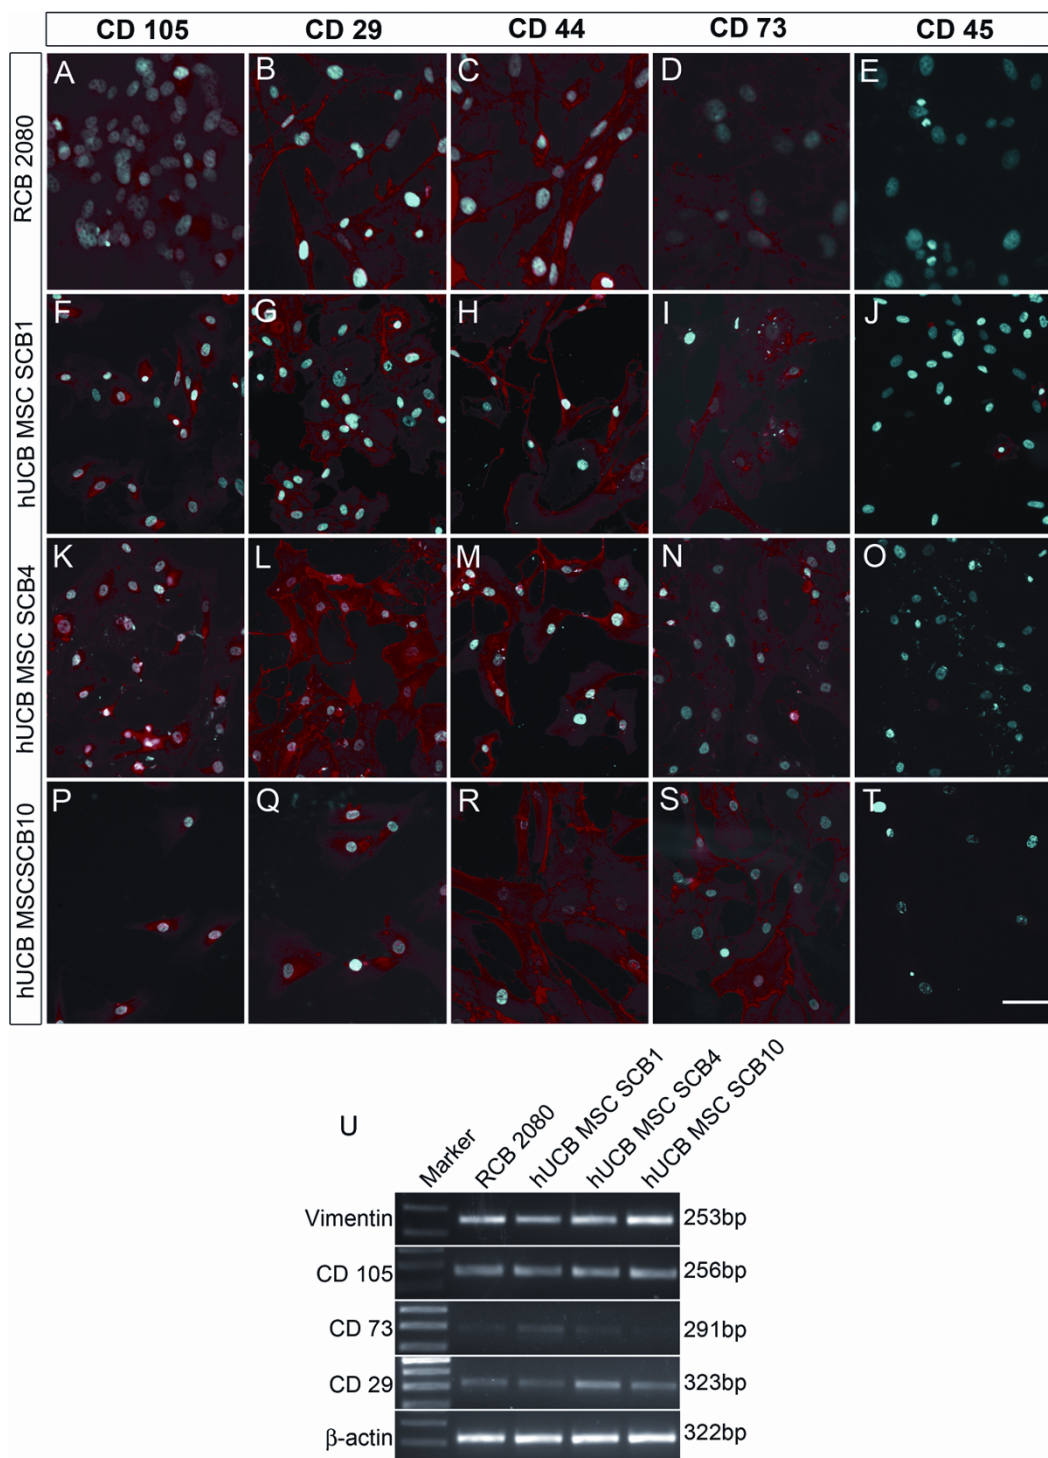 CD 105 CD 29 CD 44 CD 73 CD 45
RCB 2080
A B C D E
hUCB MSC SCB1
F G H I J
hUCB MSC SCB4
K L M N O
hUCB MSCSCB10
P Q R S T
U
Marker RCB 2080 hUCB MSC SCB1 hUCB MSC SCB4 hUCB MSC SCB10
Vimentin 253bp
CD 105 256bp
CD 73 291bp
CD 29 323bp
β-actin 322bp